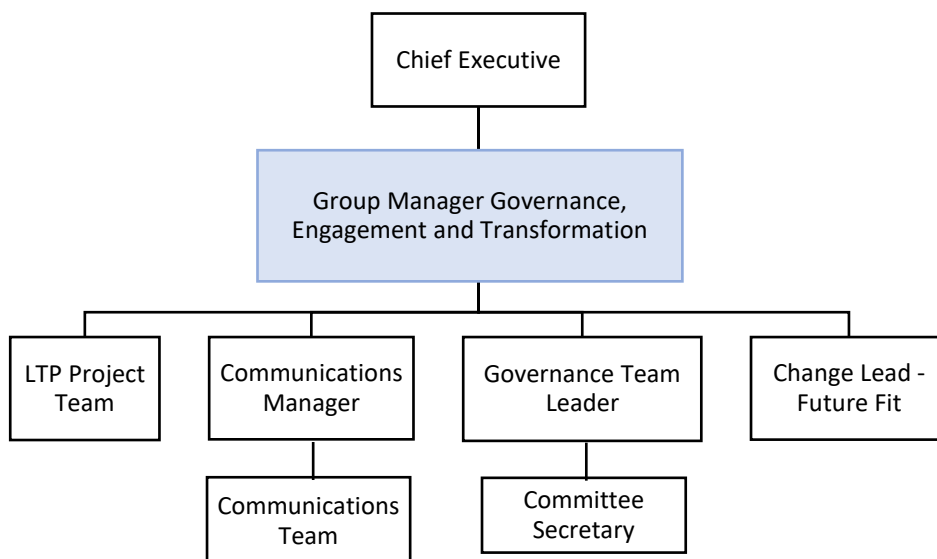 Chief Executive
Group Manager Governance,
Engagement and Transformation
LTP Project
Team
Communications
Manager
Governance Team
Leader
Change Lead -
Future Fit
Communications
Team
Committee
Secretary